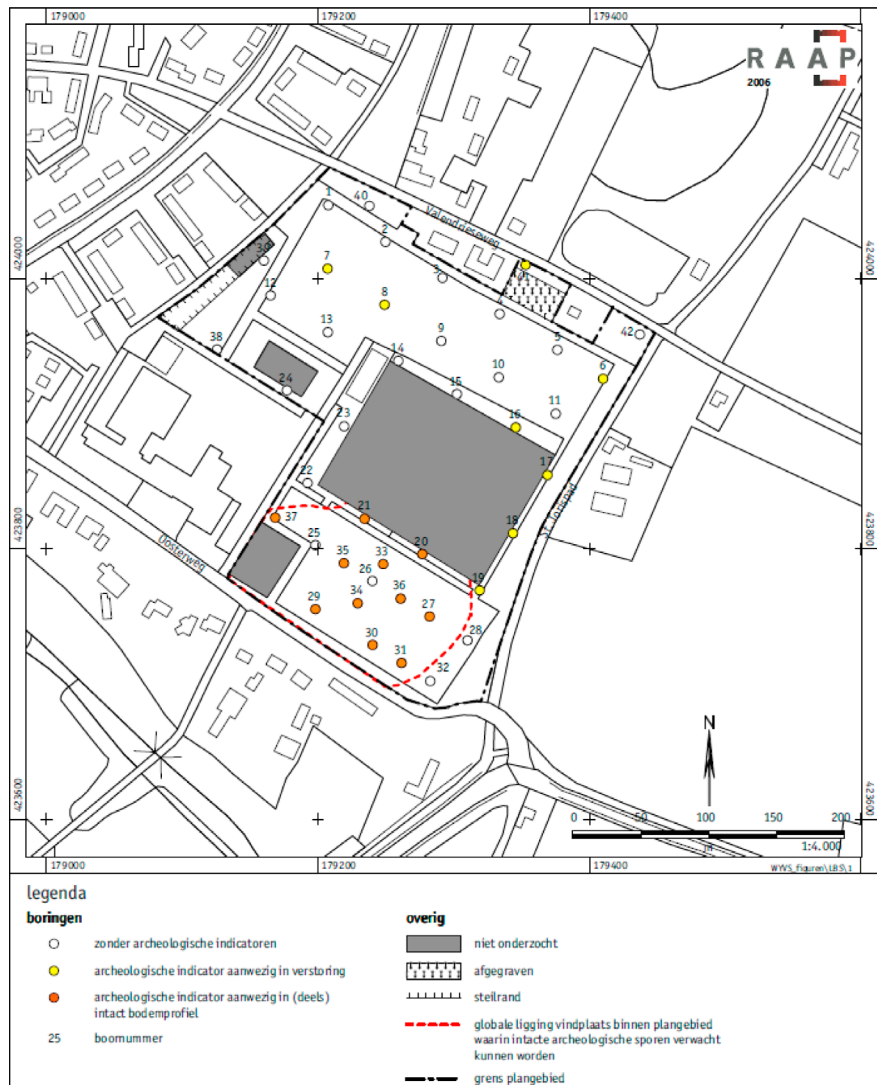 179000
179200
179400
RAAP
2006
1
40
Valendrieseweg
2
424000
424000
39
7
3
12
8
4
42
13
9
5
38
14
10
6
24
15
11
23
16
17
22
St. Jorispad
21
18
423800
423800
37
25
20
Oosterweg
35
33
19
26
34
36
29
27
30
28
31
32
N
423600
423600
0
50
100
150
200
m
1:4.000
179000
179200
179400
WYVS_figuren\LBS\1
legenda
boringen
overig
zonder archeologische indicatoren
niet onderzocht
archeologische indicator aanwezig in verstoring
afgegraven
archeologische indicator aanwezig in (deels)
intact bodemprofiel
steilrand
25
boornummer
globale ligging vindplaats binnen plangebied
waarin intacte archeologische sporen verwacht
kunnen worden
grens plangebied